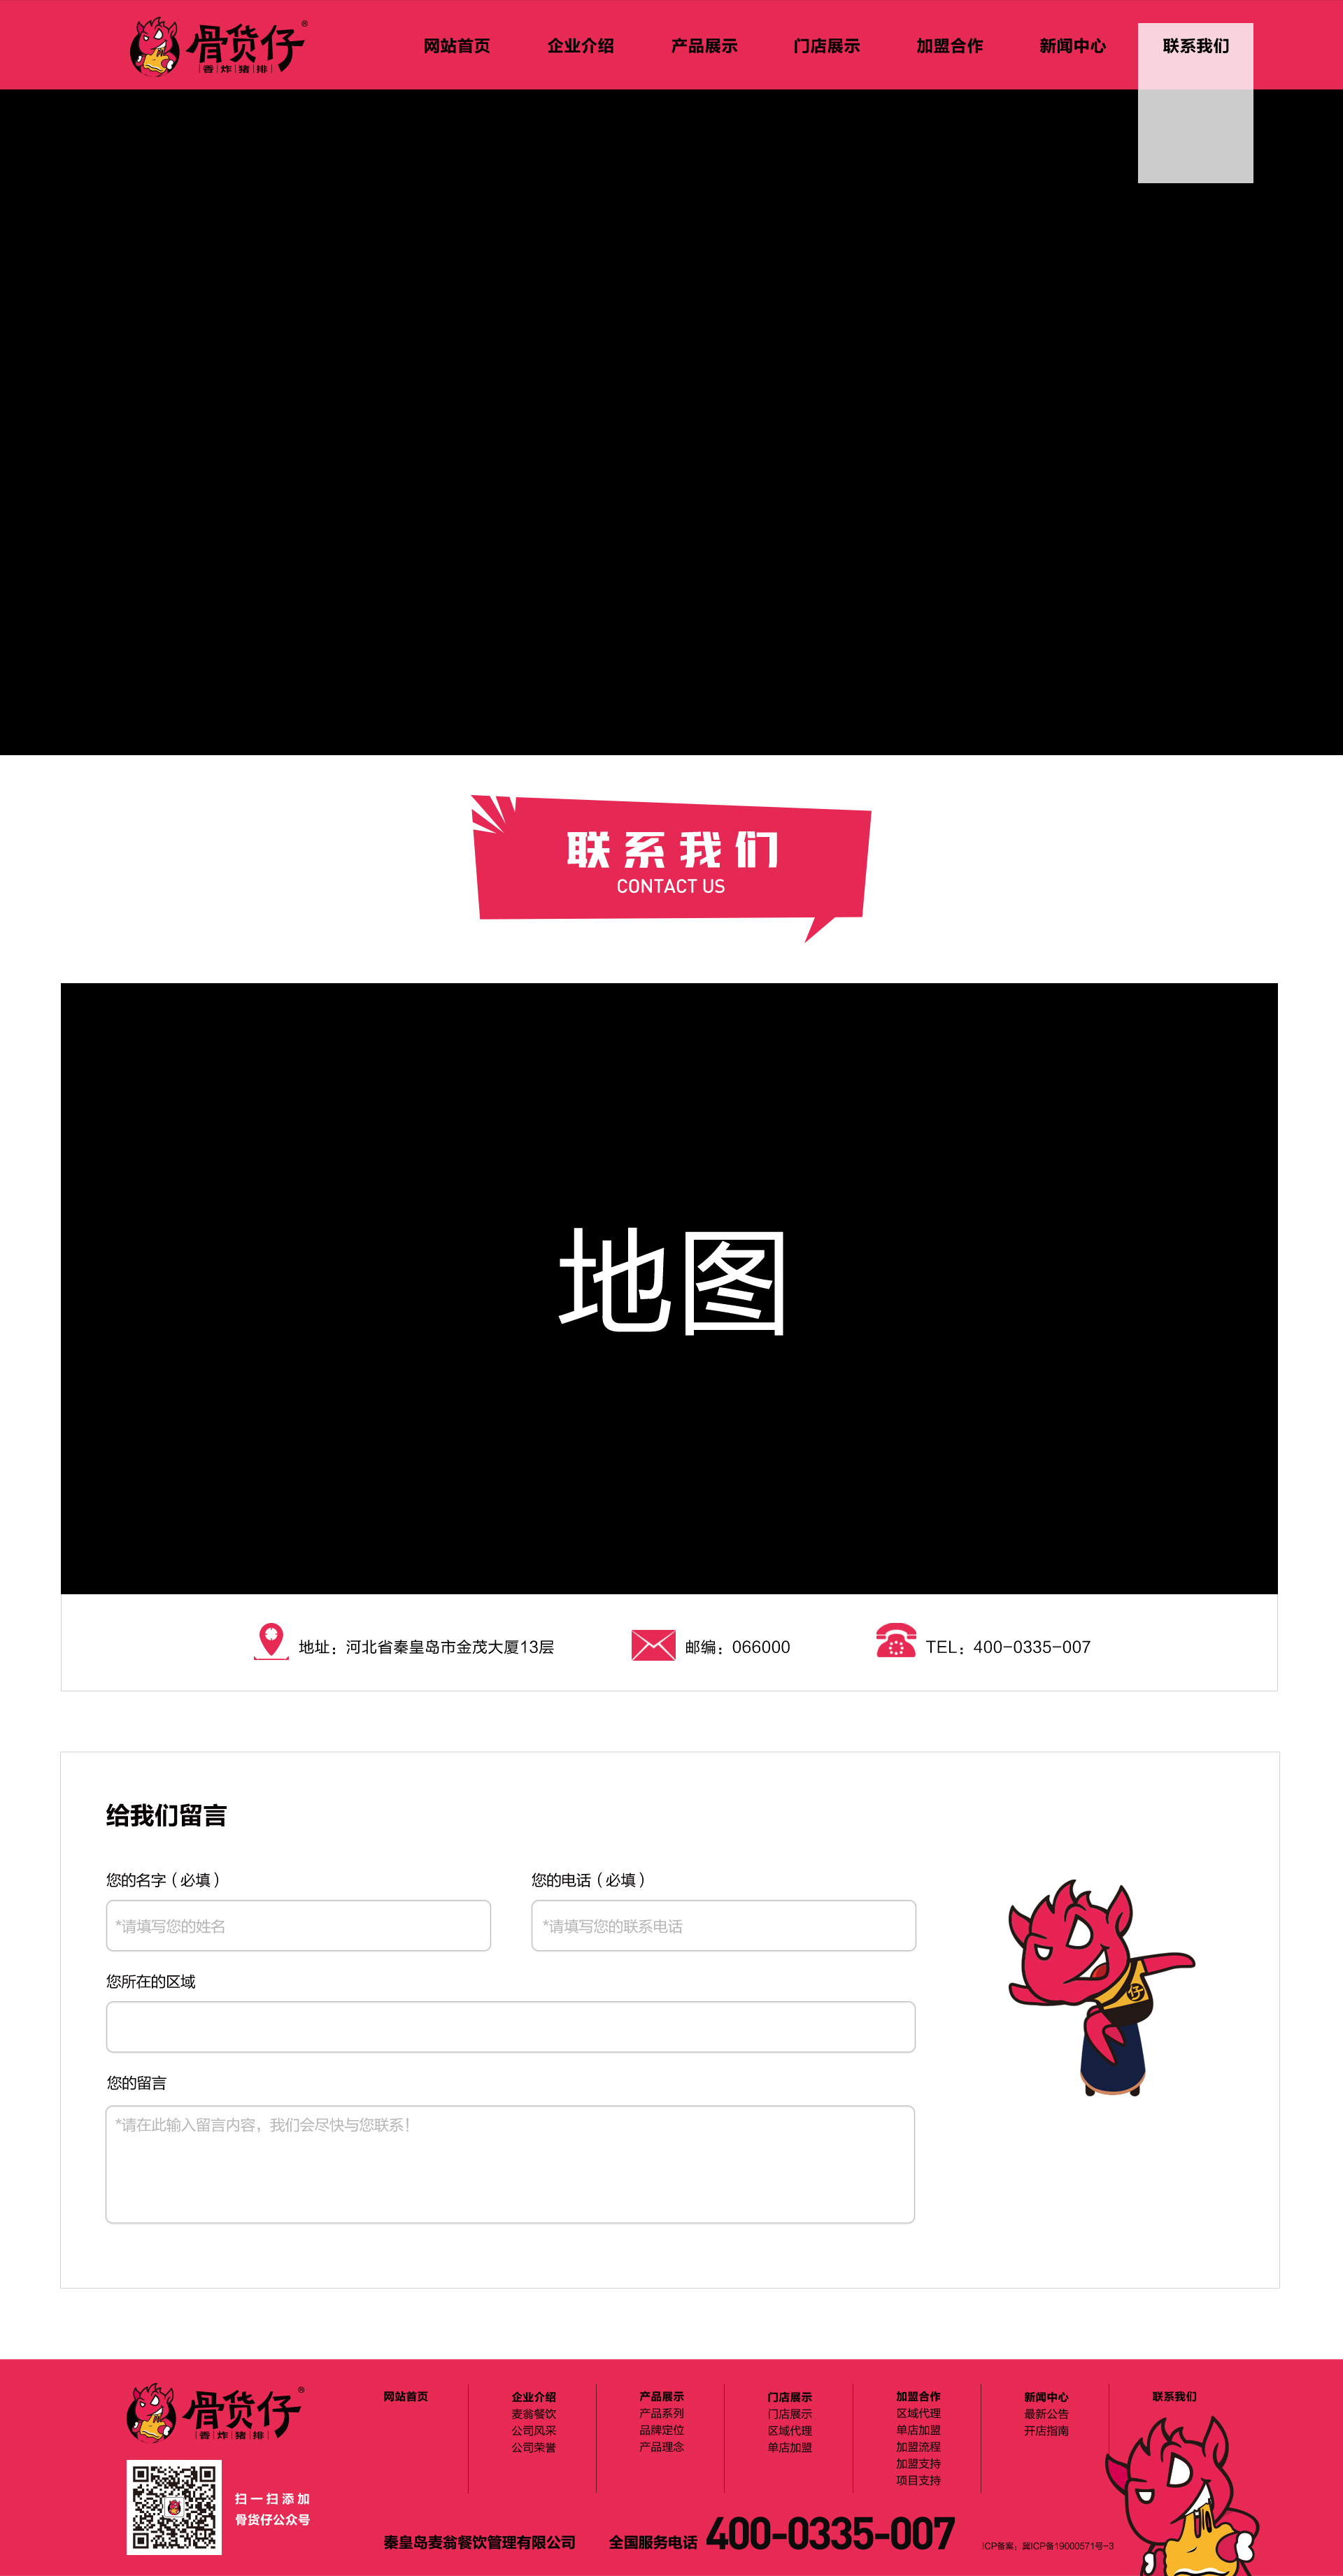 骨货仔®
香炸猪排
网站首页 企业介绍 产品展示 门店展示 加盟合作 新闻中心 联系我们
联系我们
CONTACT US
地图
地址：河北省秦皇岛市金茂大厦13层 邮编：066000 TEL：400-0335-007
给我们留言
您的名字（必填） 您的电话（必填）
*请填写您的姓名 *请填写您的联系电话
您所在的区域
您的留言
*请在此输入留言内容，我们会尽快与您联系！
仔
骨货仔®
香炸猪排
网站首页 企业介绍 产品展示 门店展示 加盟合作 新闻中心 联系我们
麦翁餐饮 产品系列 门店展示 区域代理 最新公告
公司风采 品牌定位 区域代理 单店加盟 开店指南
公司荣誉 产品理念 单店加盟 加盟流程
加盟支持
项目支持
扫一扫添加
骨货仔公众号
秦皇岛麦翁餐饮管理有限公司 全国服务电话 400-0335-007 ICP备案：冀ICP备19000571号-3